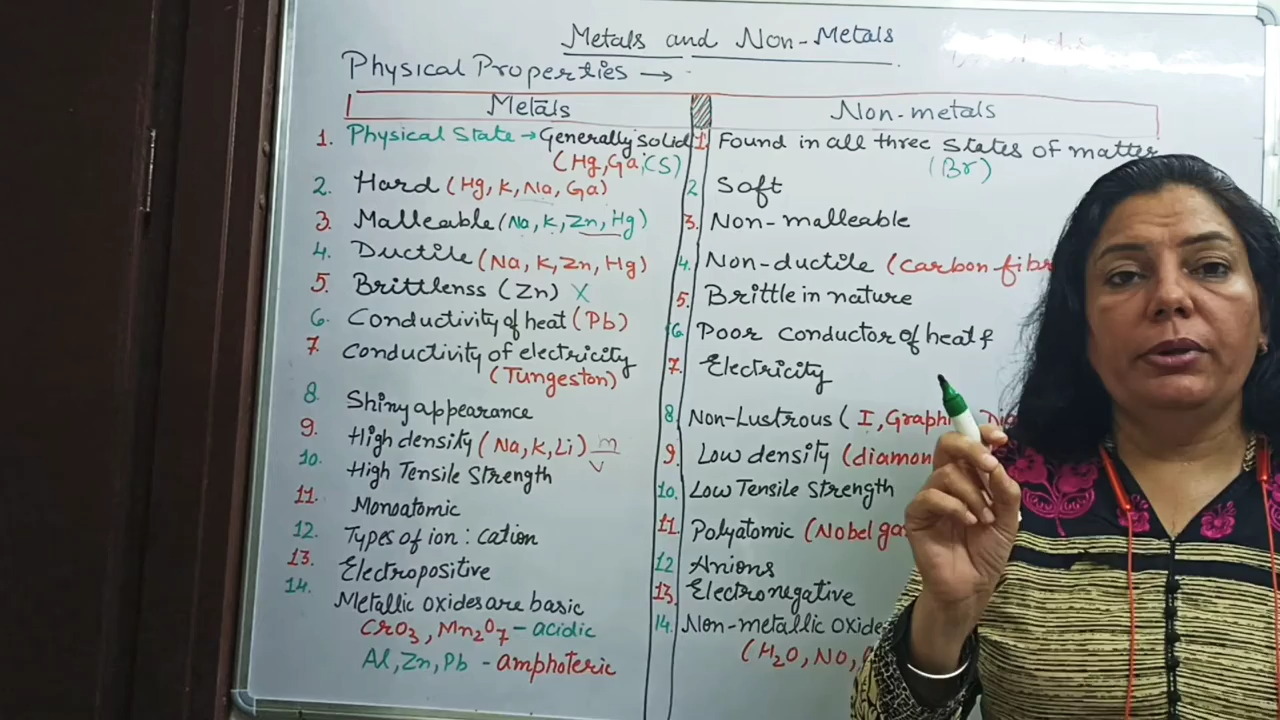 Metals and Non-Metals
Physical Properties →
Metals
1. Physical State → Generally solid
(Hg, Ga, CS)
2. Hard (Hg, K, Na, Ga)
3. Malleable (Na, K, Zn, Hg)
4. Ductile (Na, K, Zn, Hg)
5. Brittlenss (Zn) X
6. Conductivity of heat (Pb)
7. Conductivity of electricity
(Tungeston)
8. Shiny appearance
9. High density (Na, K, Li) m/v
10. High Tensile Strength
11. Monoatomic
12. Types of ion : cation
13. Electropositive
14. Metallic oxides are basic
CrO3, Mn2O7 - acidic
Al, Zn, Pb - amphoteric
Non-metals
1. Found in all three States of matter
(Br)
2 Soft
3. Non-malleable
4. Non-ductile (carbon-fibr
5. Brittle in nature
6. Poor conductor of heat &
7. Electricity
8. Non-Lustrous (I, Graph
9. Low density (diamon
10. Low Tensile Strength
11. Polyatomic (Nobel ga
12 Anions
13. Electronegative
14. Non-metallic oxide
(H2O, NO,